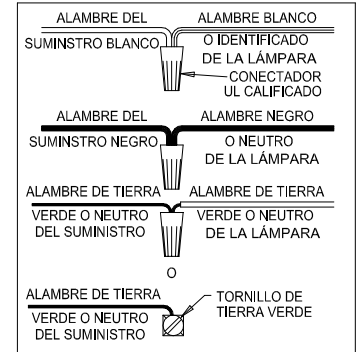 ALAMBRE DEL
SUMINSTRO BLANCO
ALAMBRE BLANCO
O IDENTIFICADO
DE LA LÁMPARA
CONECTADOR
UL CALIFICADO
ALAMBRE DEL
SUMINSTRO NEGRO
ALAMBRE NEGRO
O NEUTRO
DE LA LÁMPARA
ALAMBRE DE TIERRA
VERDE O NEUTRO
DEL SUMINISTRO
ALAMBRE DE TIERRA
VERDE O NEUTRO
DE LA LÁMPARA
O
ALAMBRE DE TIERRA
VERDE O NEUTRO
DEL SUMINISTRO
TORNILLO DE
TIERRA VERDE